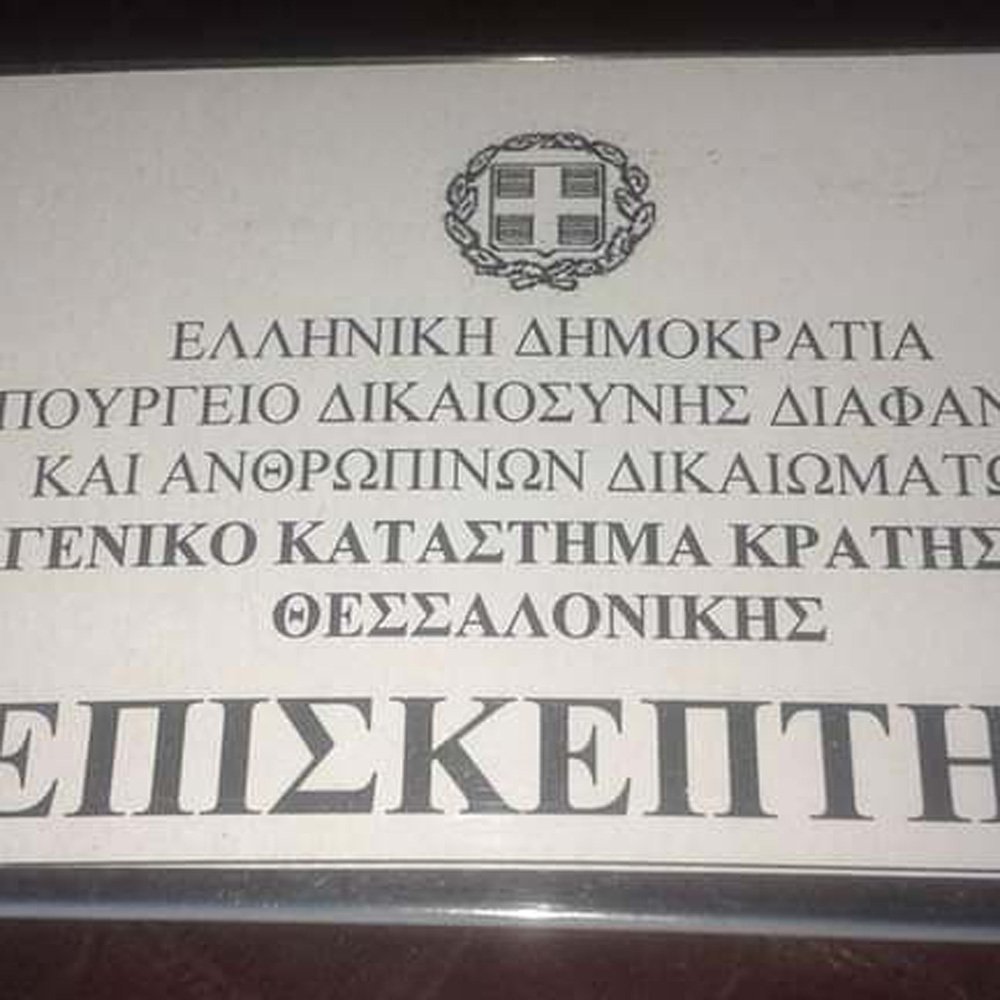 ΕΛΛΗΝΙΚΗ ΔΗΜΟΚΡΑΤΙΑ
ΠΟΥΡΓΕΙΟ ΔΙΚΑΙΟΣΥΝΗΣ ΔΙΑΦΑΝ
ΚΑΙ ΑΝΘΡΩΠΙΝΩΝ ΔΙΚΑΙΩΜΑΤΩ
ΓΕΝΙΚΟ ΚΑΤΑΣΤΗΜΑ ΚΡΑΤΗΣ
ΘΕΣΣΑΛΟΝΙΚΗΣ
ΕΠΙΣΚΕΠΤΗ